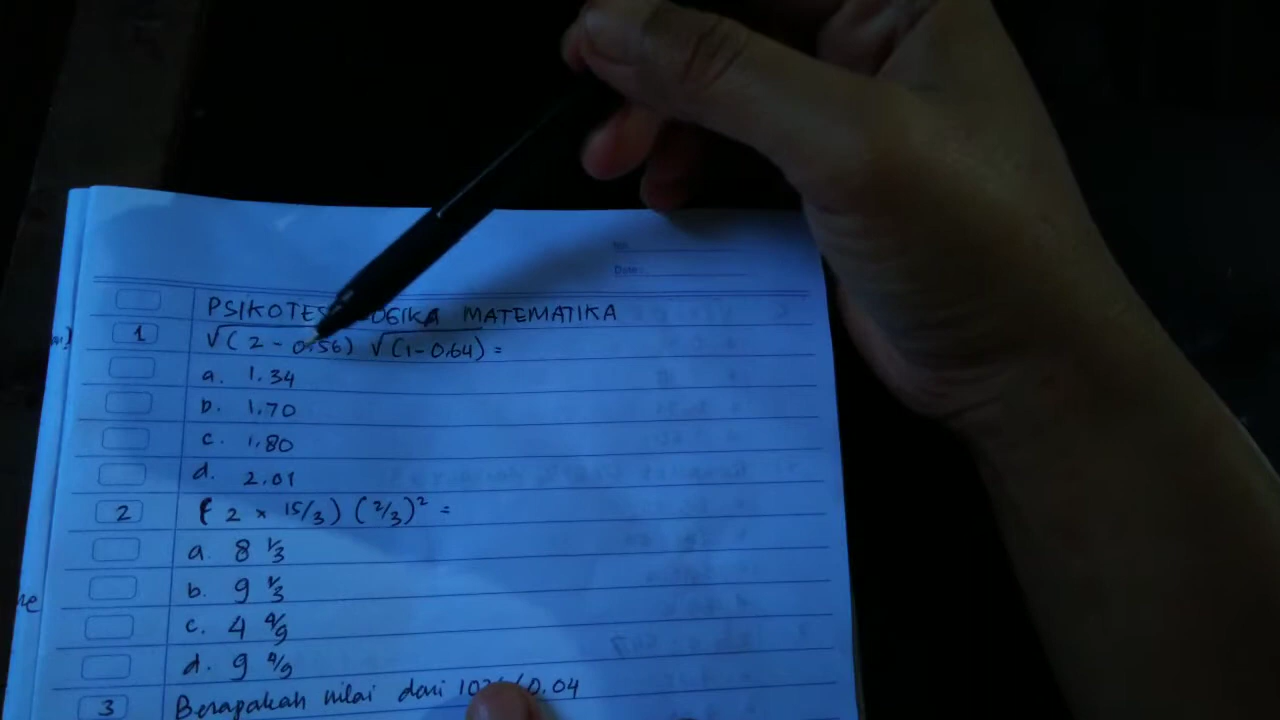 No:
Date:
PSIKOTES LOGIKA MATEMATIKA
1 √(2-0.56) √(1-0.64) =
a. 1.34
b. 1.70
c. 1.80
d. 2.01
2 (2 × 15/3) (2/3)² =
a. 8 1/3
b. 9 1/3
c. 4 4/9
d. 9 4/9
3 Berapakah nilai dari /0.04